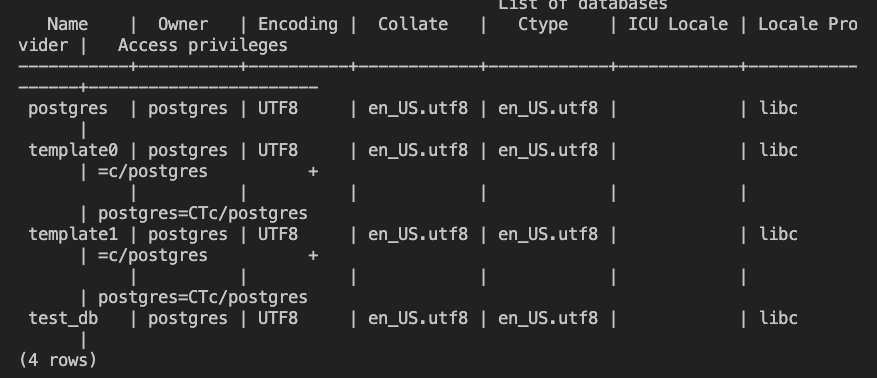 List of databases
   Name    |  Owner   | Encoding |  Collate   |   Ctype    | ICU Locale | Locale Pro
vider |   Access privileges
-----------+----------+----------+------------+------------+------------+-----------
------+-----------------------
 postgres  | postgres | UTF8     | en_US.utf8 | en_US.utf8 |            | libc
      |
 template0 | postgres | UTF8     | en_US.utf8 | en_US.utf8 |            | libc
      | =c/postgres          +
           |          |          |            |            |            |
      | postgres=CTc/postgres
 template1 | postgres | UTF8     | en_US.utf8 | en_US.utf8 |            | libc
      | =c/postgres          +
           |          |          |            |            |            |
      | postgres=CTc/postgres
 test_db   | postgres | UTF8     | en_US.utf8 | en_US.utf8 |            | libc
      |
(4 rows)